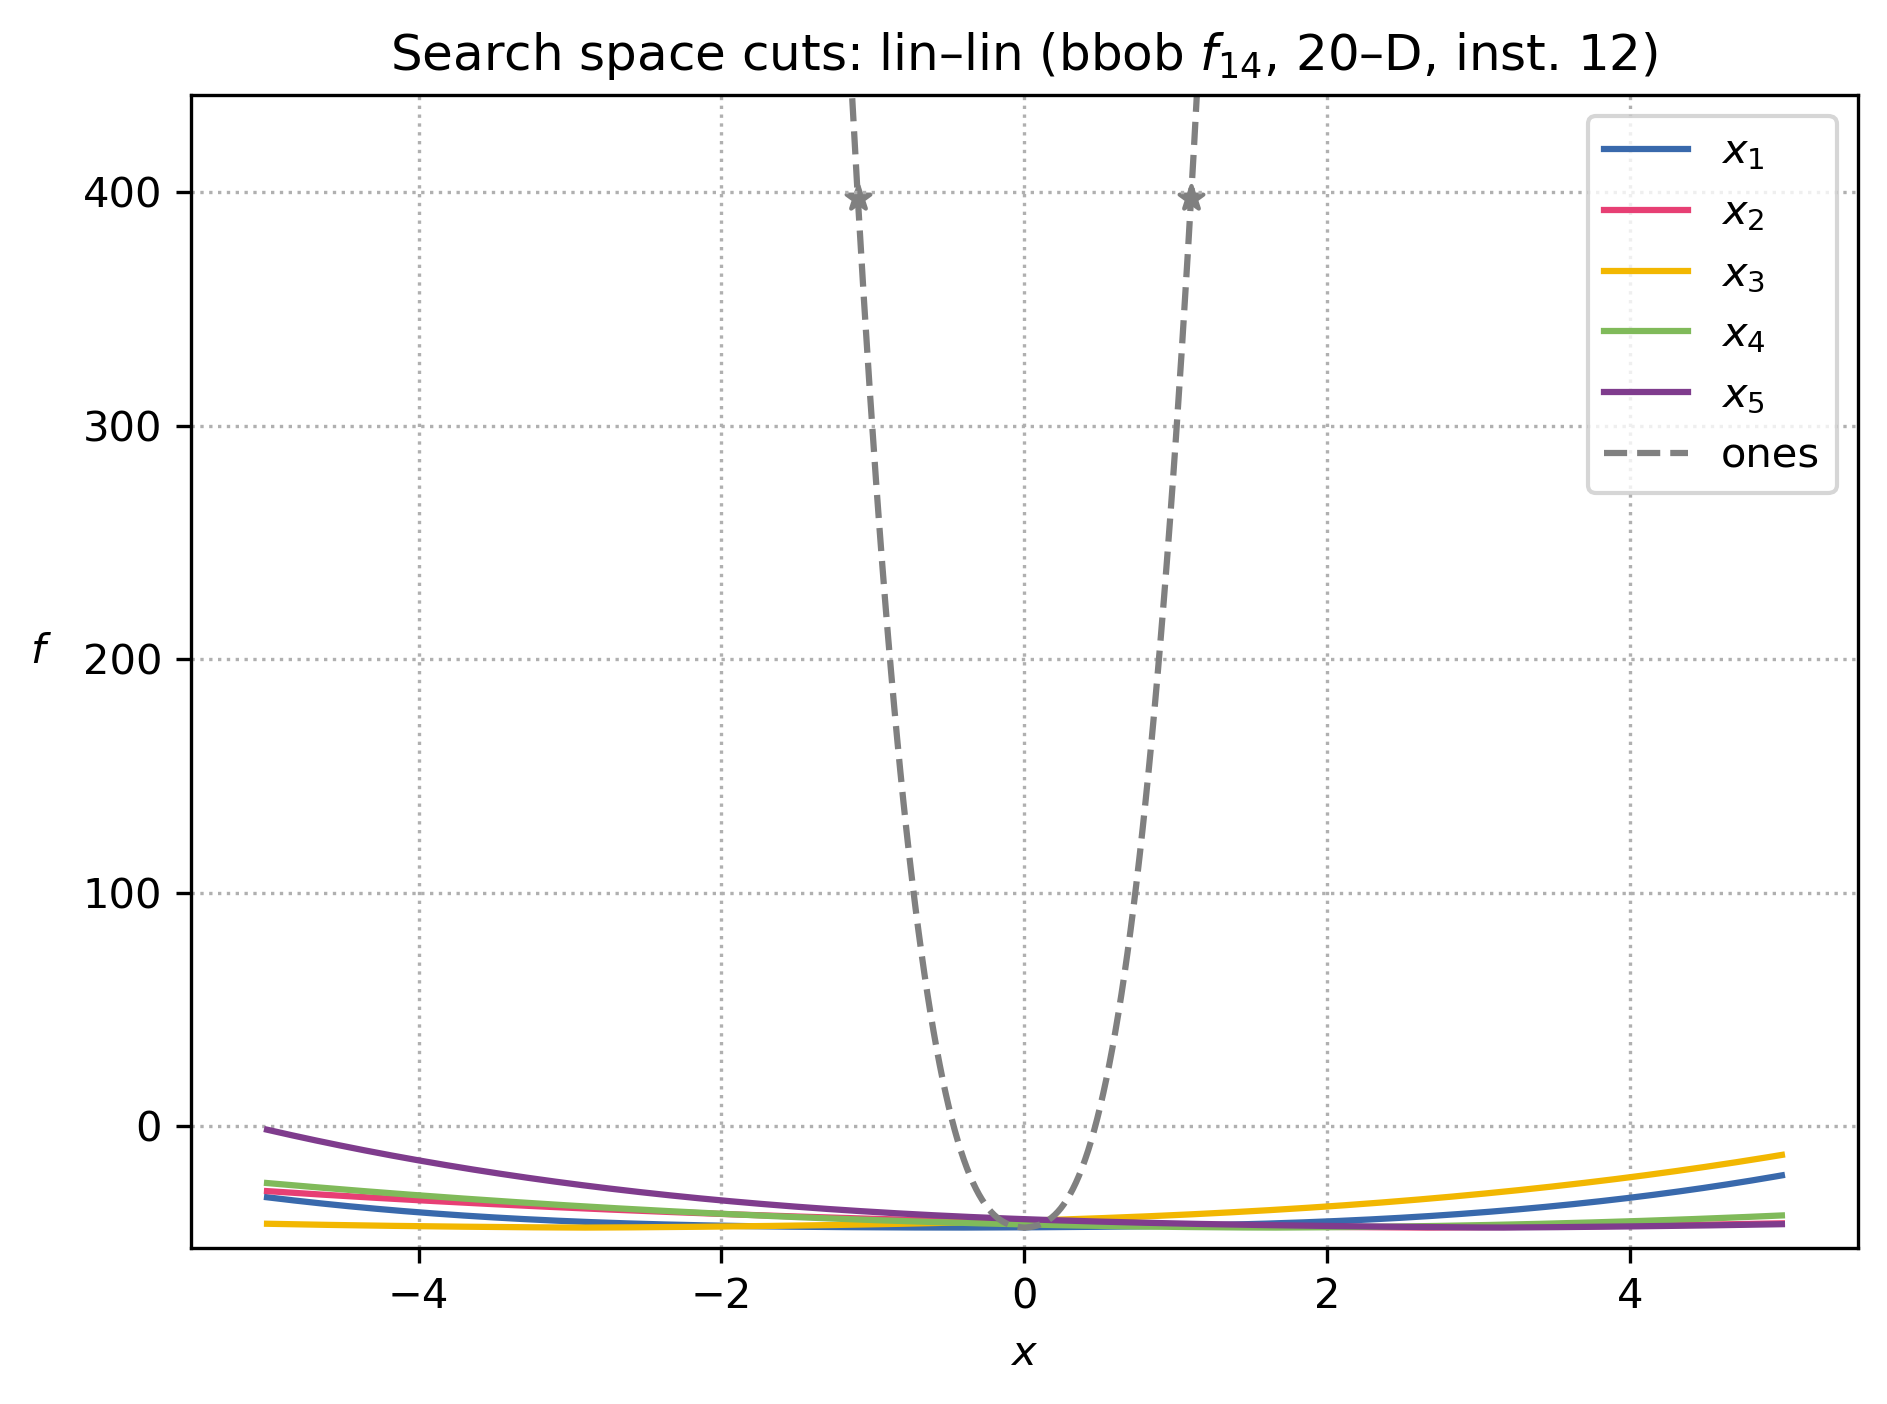 Search space cuts: lin–lin (bbob f14, 20–D, inst. 12)
400
300
200
100
0
f
−4 −2 0 2 4
x
x1
x2
x3
x4
x5
ones